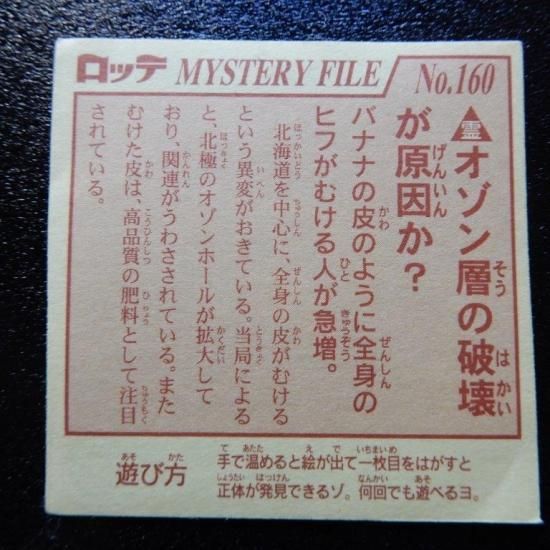 ロッテ MYSTERY FILE No.160
霊 オゾン層の破壊
が原因か？
バナナの皮のように全身の
ヒフがむける人が急増。
北海道を中心に、全身の皮がむける
という異変がおきている。当局による
と、北極のオゾンホールが拡大して
おり、関連がうわさされている。また
むけた皮は、高品質の肥料として注目
されている。
遊び方
手で温めると絵が出て一枚目をはがすと
正体が発見できるゾ。何回でも遊べるヨ。